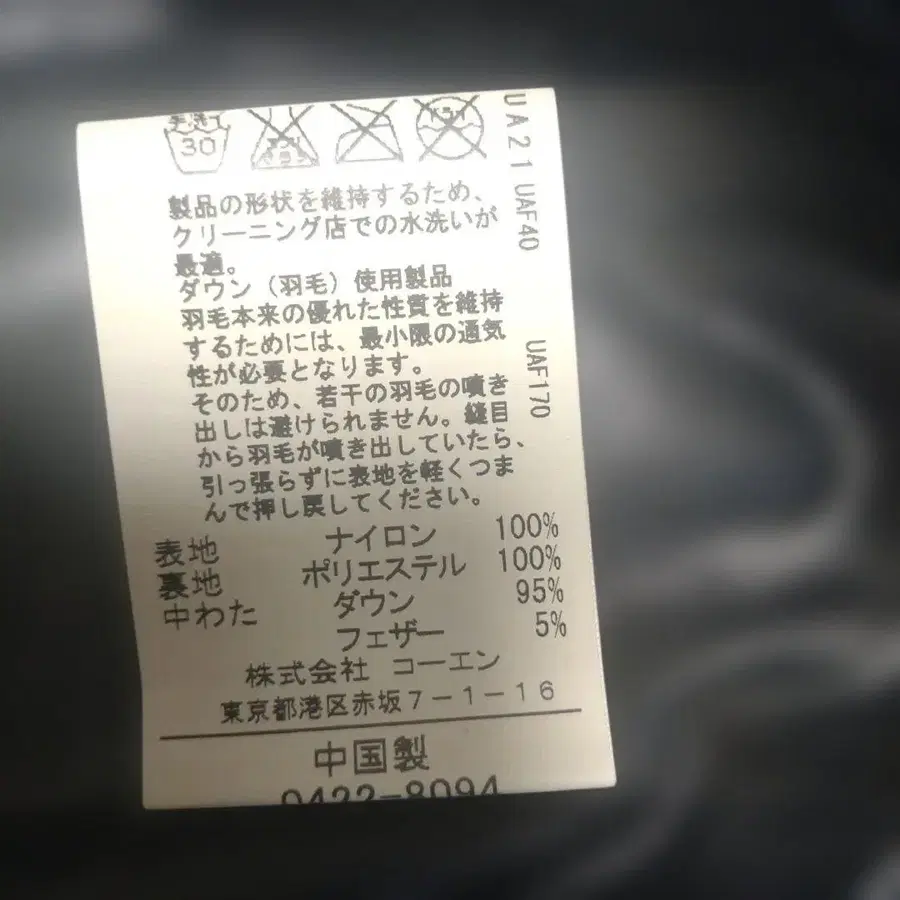 手洗イ
30
ドライ
製品の形状を維持するため、
クリーニング店での水洗いが
最適。
ダウン（羽毛）使用製品
羽毛本来の優れた性質を維持
するためには、最小限の通気
性が必要となります。
そのため、若干の羽毛の噴き
出しは避けられません。縫目
から羽毛が噴き出していたら、
引っ張らずに表地を軽くつま
んで押し戻してください。
表地 ナイロン 100%
裏地 ポリエステル 100%
中わた ダウン 95%
フェザー 5%
株式会社 コーエン
東京都港区赤坂7－1－16
中国製
0422-8094
UA21 UAF40 UAF170